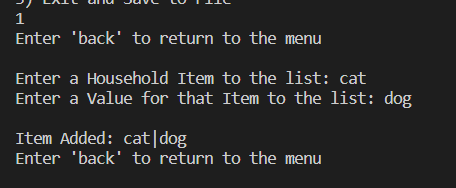 5) Exit and Save to File
1
Enter 'back' to return to the menu
Enter a Household Item to the list: cat
Enter a Value for that Item to the list: dog
Item Added: cat|dog
Enter 'back' to return to the menu